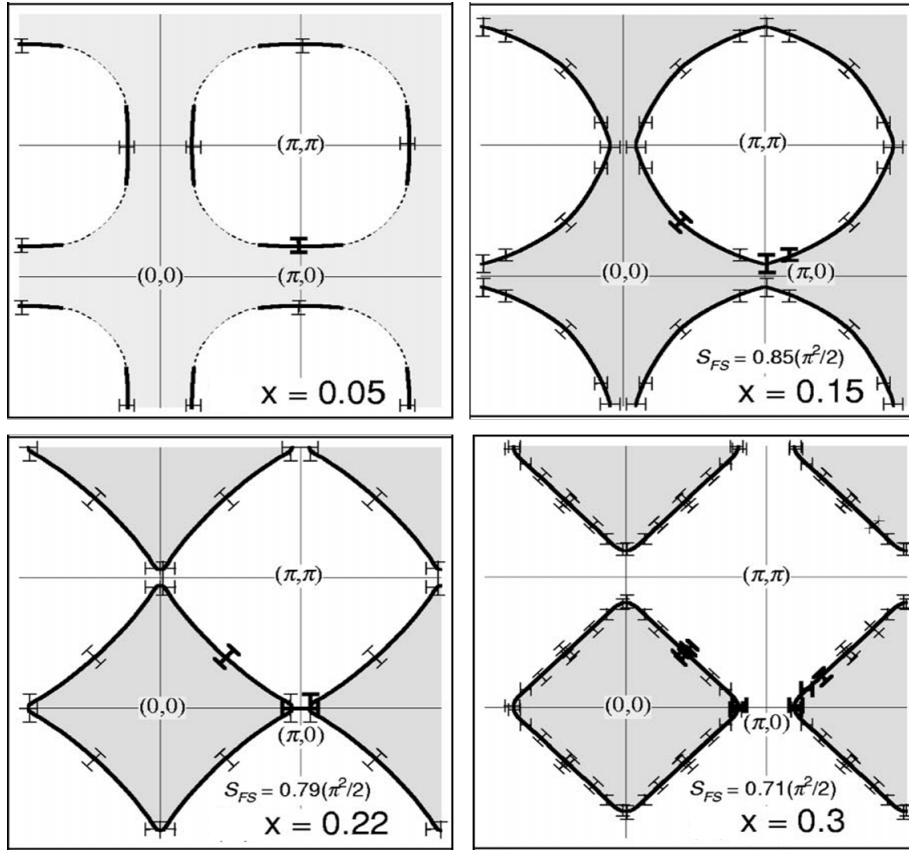 (π,π)
(0,0)
(π,0)
x = 0.05
(π,π)
(0,0)
(π,0)
S_FS = 0.85(π²/2)
x = 0.15
(π,π)
(0,0)
(π,0)
S_FS = 0.79(π²/2)
x = 0.22
(π,π)
(0,0)
(π,0)
S_FS = 0.71(π²/2)
x = 0.3